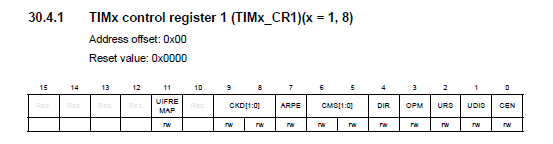 30.4.1 TIMx control register 1 (TIMx_CR1)(x = 1, 8)
Address offset: 0x00
Reset value: 0x0000
15 14 13 12 11 10 9 8 7 6 5 4 3 2 1 0
Res. Res. Res. Res. UIFRE MAP Res. CKD[1:0] ARPE CMS[1:0] DIR OPM URS UDIS CEN
rw rw rw rw rw rw rw rw rw rw rw